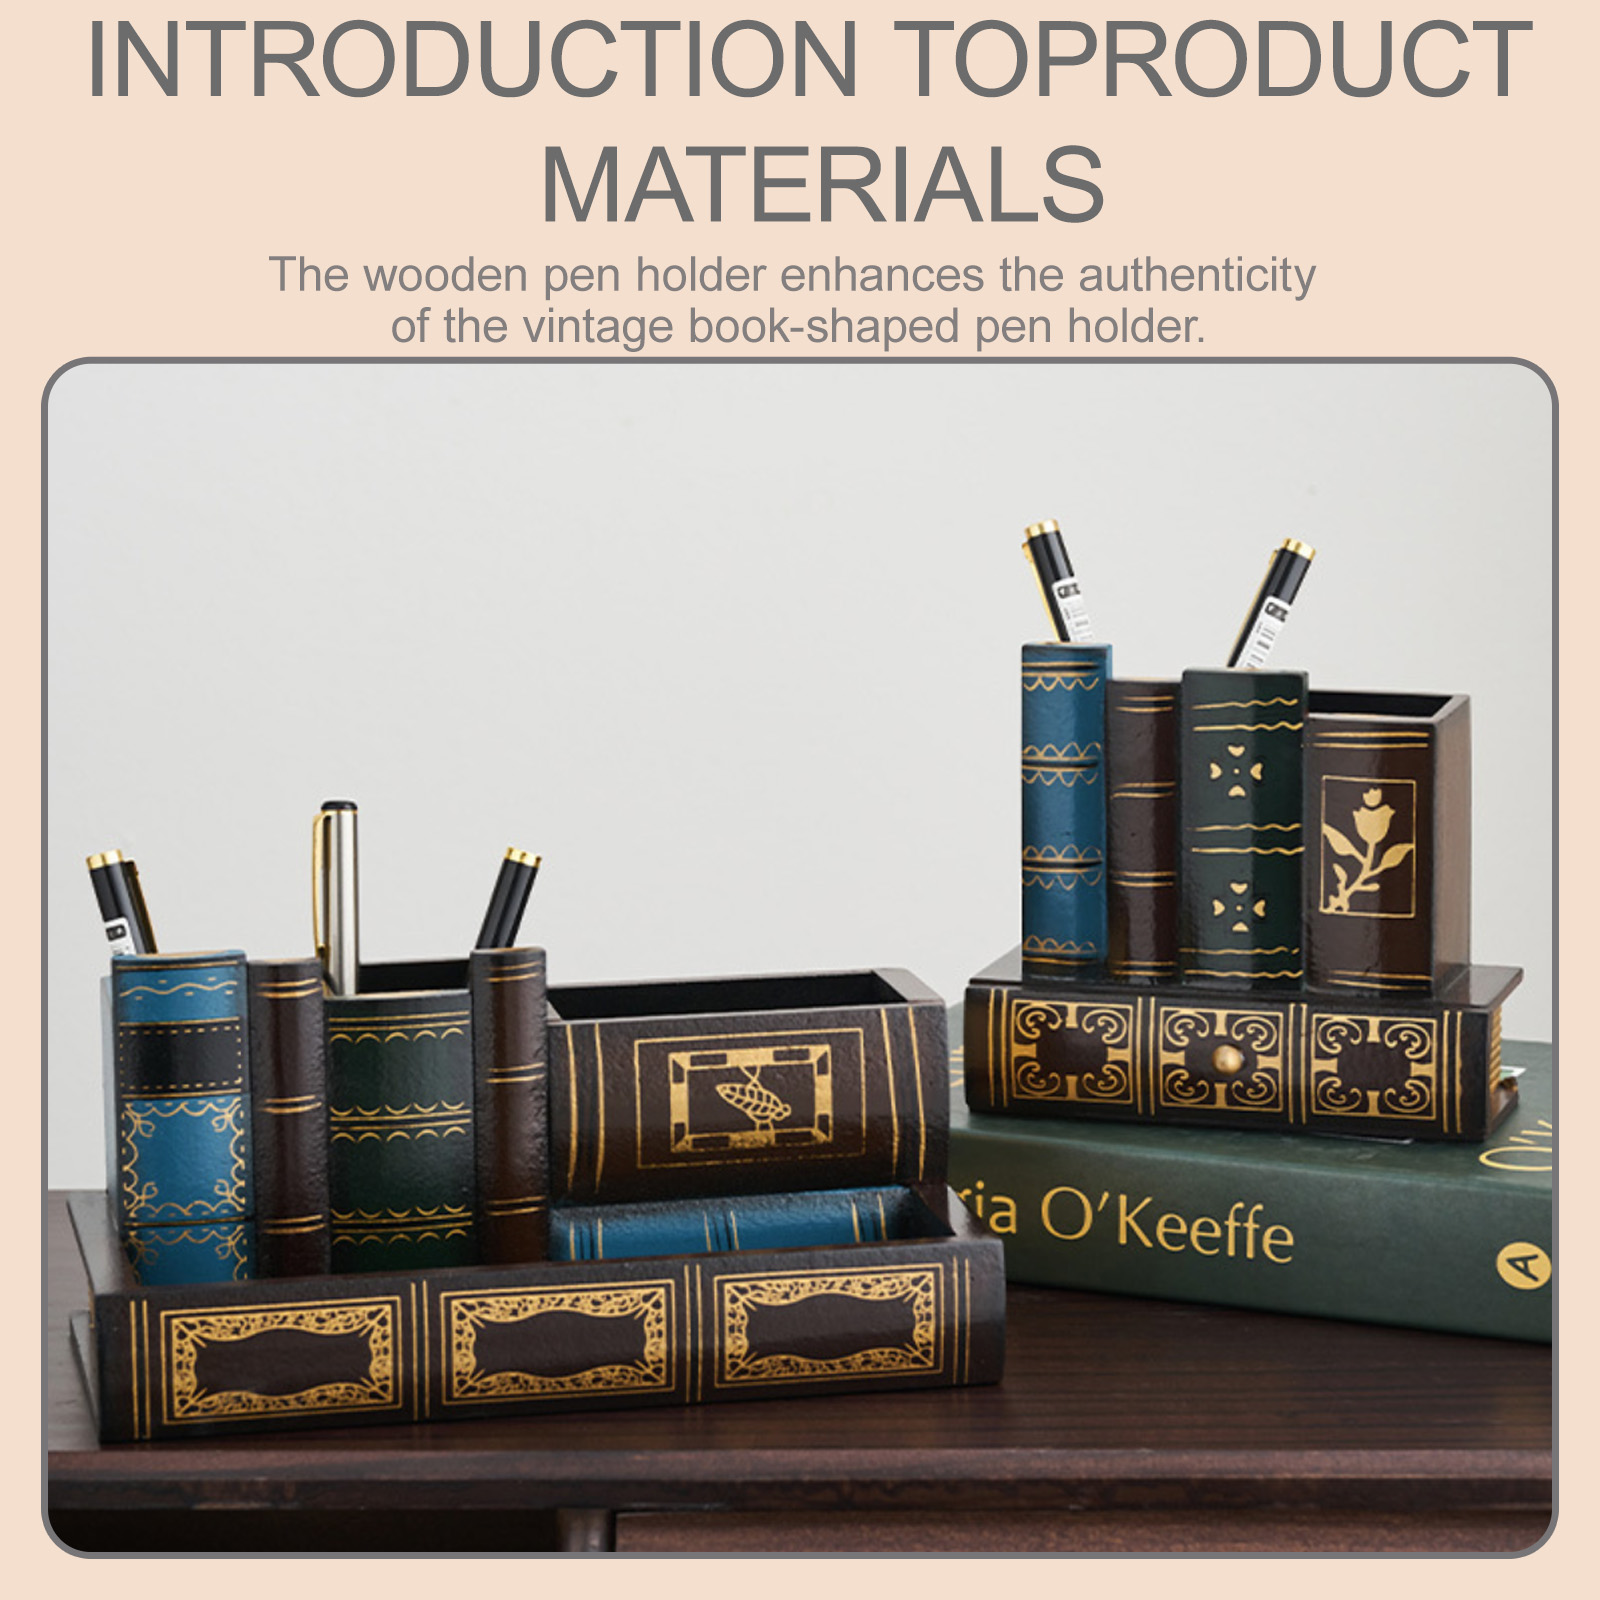 INTRODUCTION TOPRODUCT
MATERIALS
The wooden pen holder enhances the authenticity
of the vintage book-shaped pen holder.
ia O'Keeffe
A